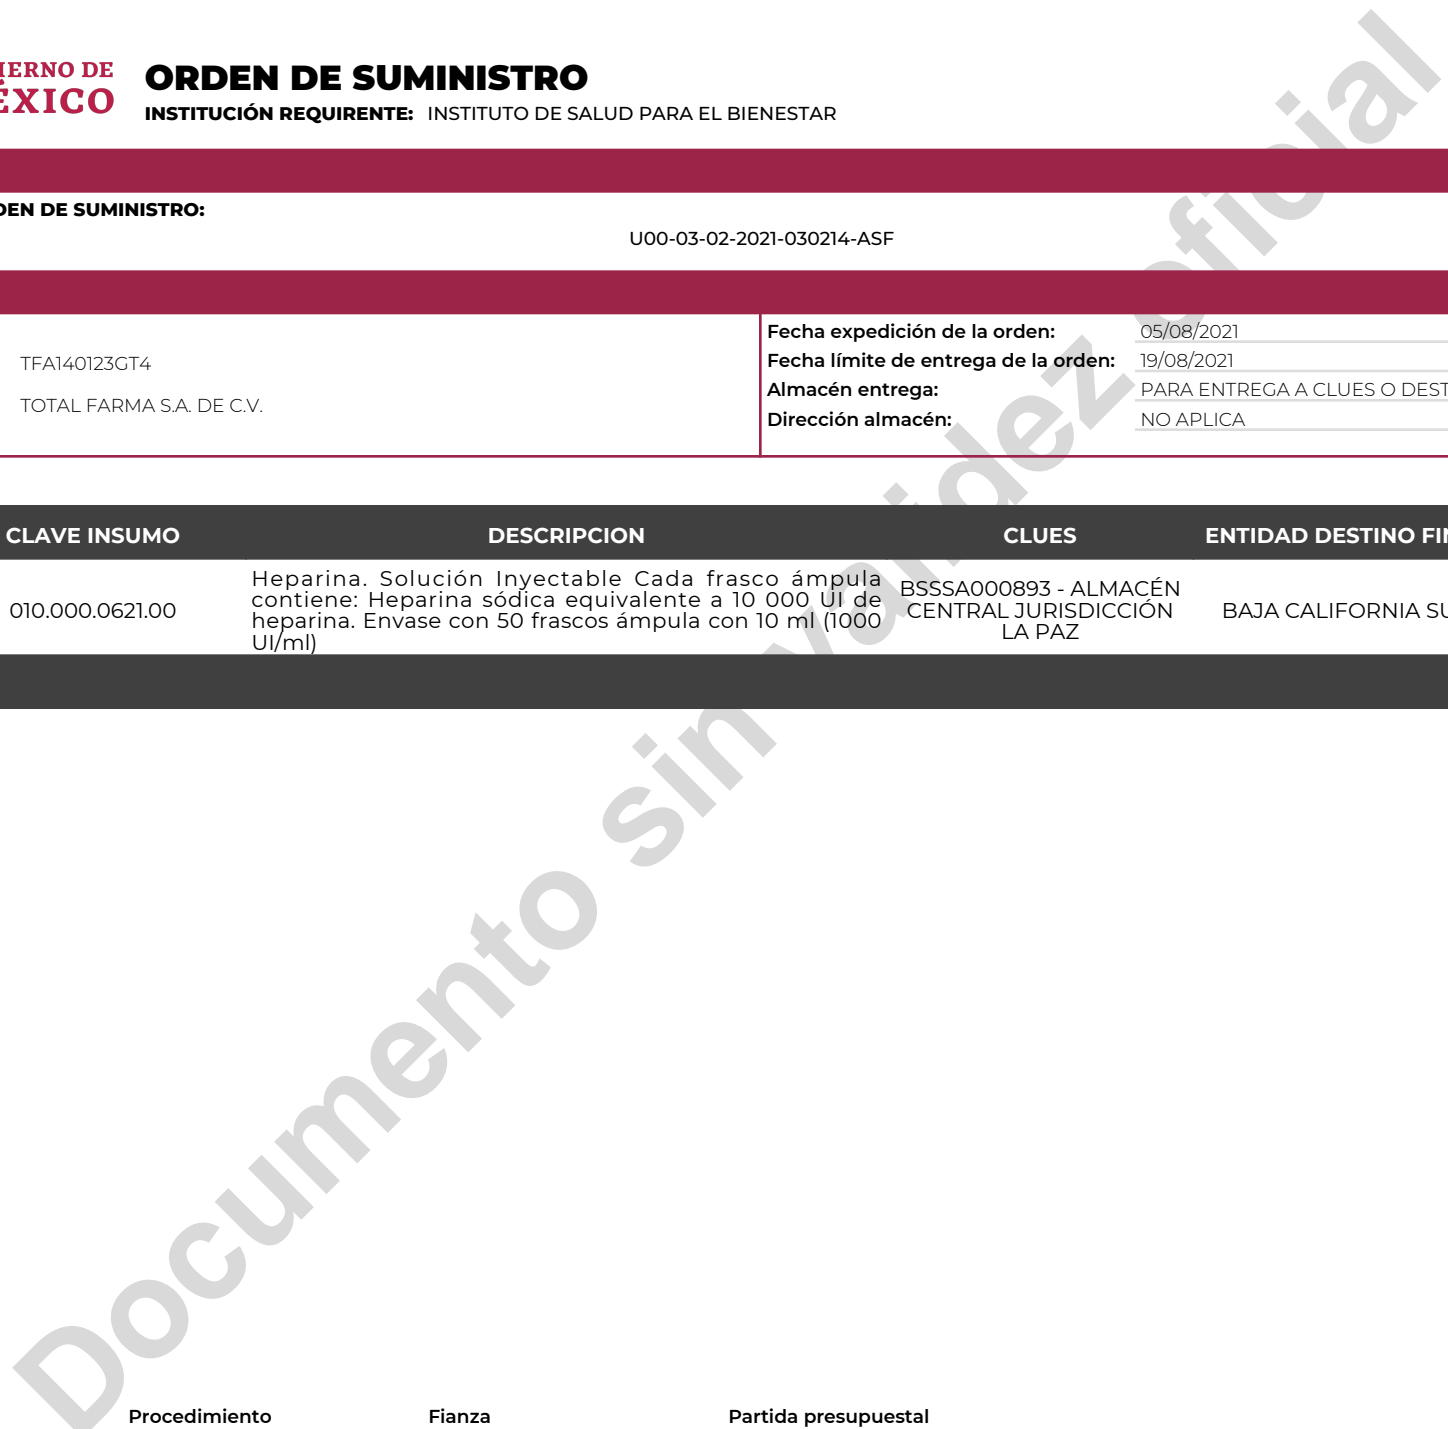 IERNO DE
ÉXICO
ORDEN DE SUMINISTRO
INSTITUCIÓN REQUIRENTE: INSTITUTO DE SALUD PARA EL BIENESTAR
DEN DE SUMINISTRO:
U00-03-02-2021-030214-ASF
TFA140123GT4
TOTAL FARMA S.A. DE C.V.
Fecha expedición de la orden: 05/08/2021
Fecha límite de entrega de la orden: 19/08/2021
Almacén entrega: PARA ENTREGA A CLUES O DEST
Dirección almacén: NO APLICA
CLAVE INSUMO DESCRIPCION CLUES ENTIDAD DESTINO FIN
010.000.0621.00
Heparina. Solución Inyectable Cada frasco ámpula
contiene: Heparina sódica equivalente a 10 000 UI de
heparina. Envase con 50 frascos ámpula con 10 ml (1000
UI/ml)
BSSSA000893 - ALMACÉN
CENTRAL JURISDICCIÓN
LA PAZ
BAJA CALIFORNIA SU
Documento sin validez oficial
Procedimiento Fianza Partida presupuestal